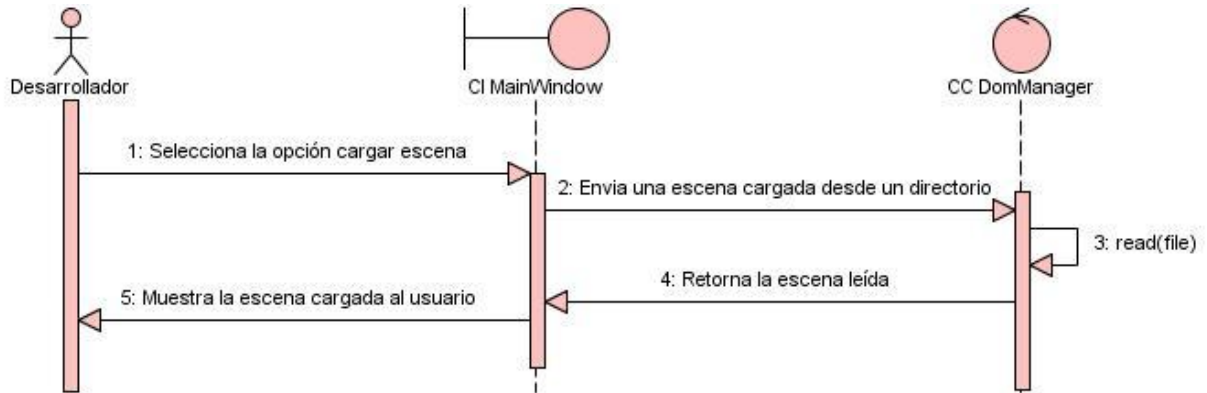 Desarrollador
CI MainWindow
CC DomManager
1: Selecciona la opción cargar escena
2: Envia una escena cargada desde un directorio
3: read(file)
4: Retorna la escena leída
5: Muestra la escena cargada al usuario